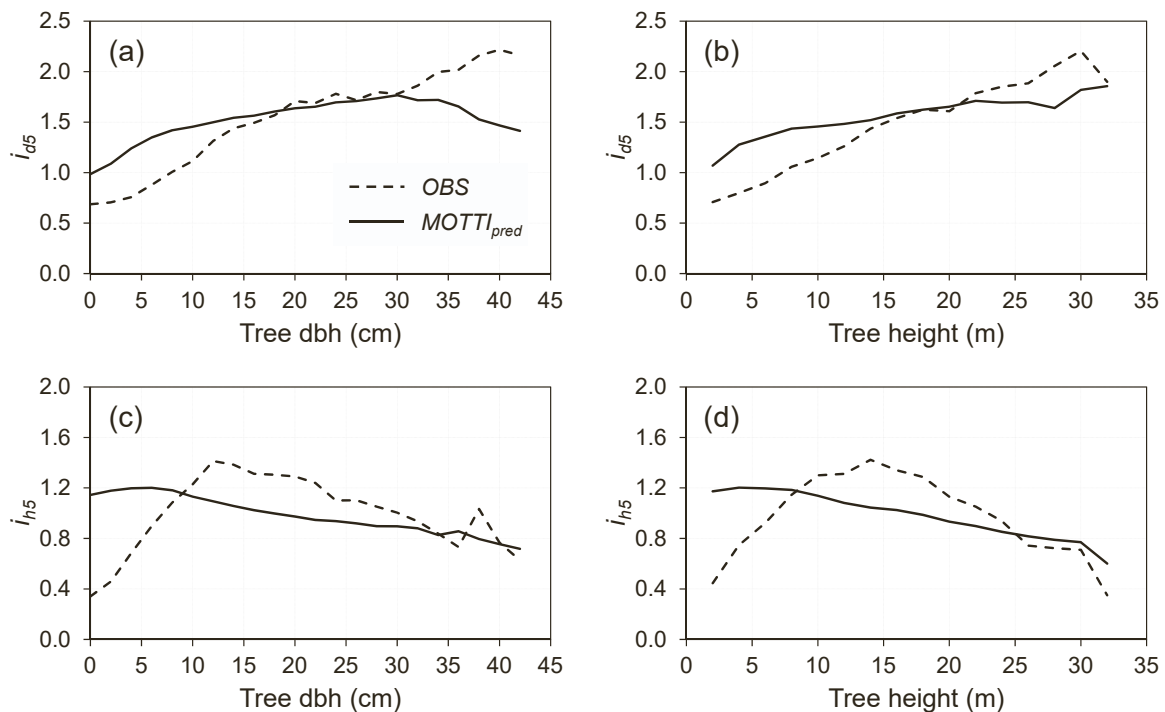 (a)
2.5
2.0
1.5
1.0
0.5
0.0
i_d5
OBS
MOTTI_pred
0 5 10 15 20 25 30 35 40 45
Tree dbh (cm)
(b)
2.5
2.0
1.5
1.0
0.5
0.0
i_d5
0 5 10 15 20 25 30 35
Tree height (m)
(c)
2.0
1.6
1.2
0.8
0.4
0.0
i_h5
0 5 10 15 20 25 30 35 40 45
Tree dbh (cm)
(d)
2.0
1.6
1.2
0.8
0.4
0.0
i_h5
0 5 10 15 20 25 30 35
Tree height (m)